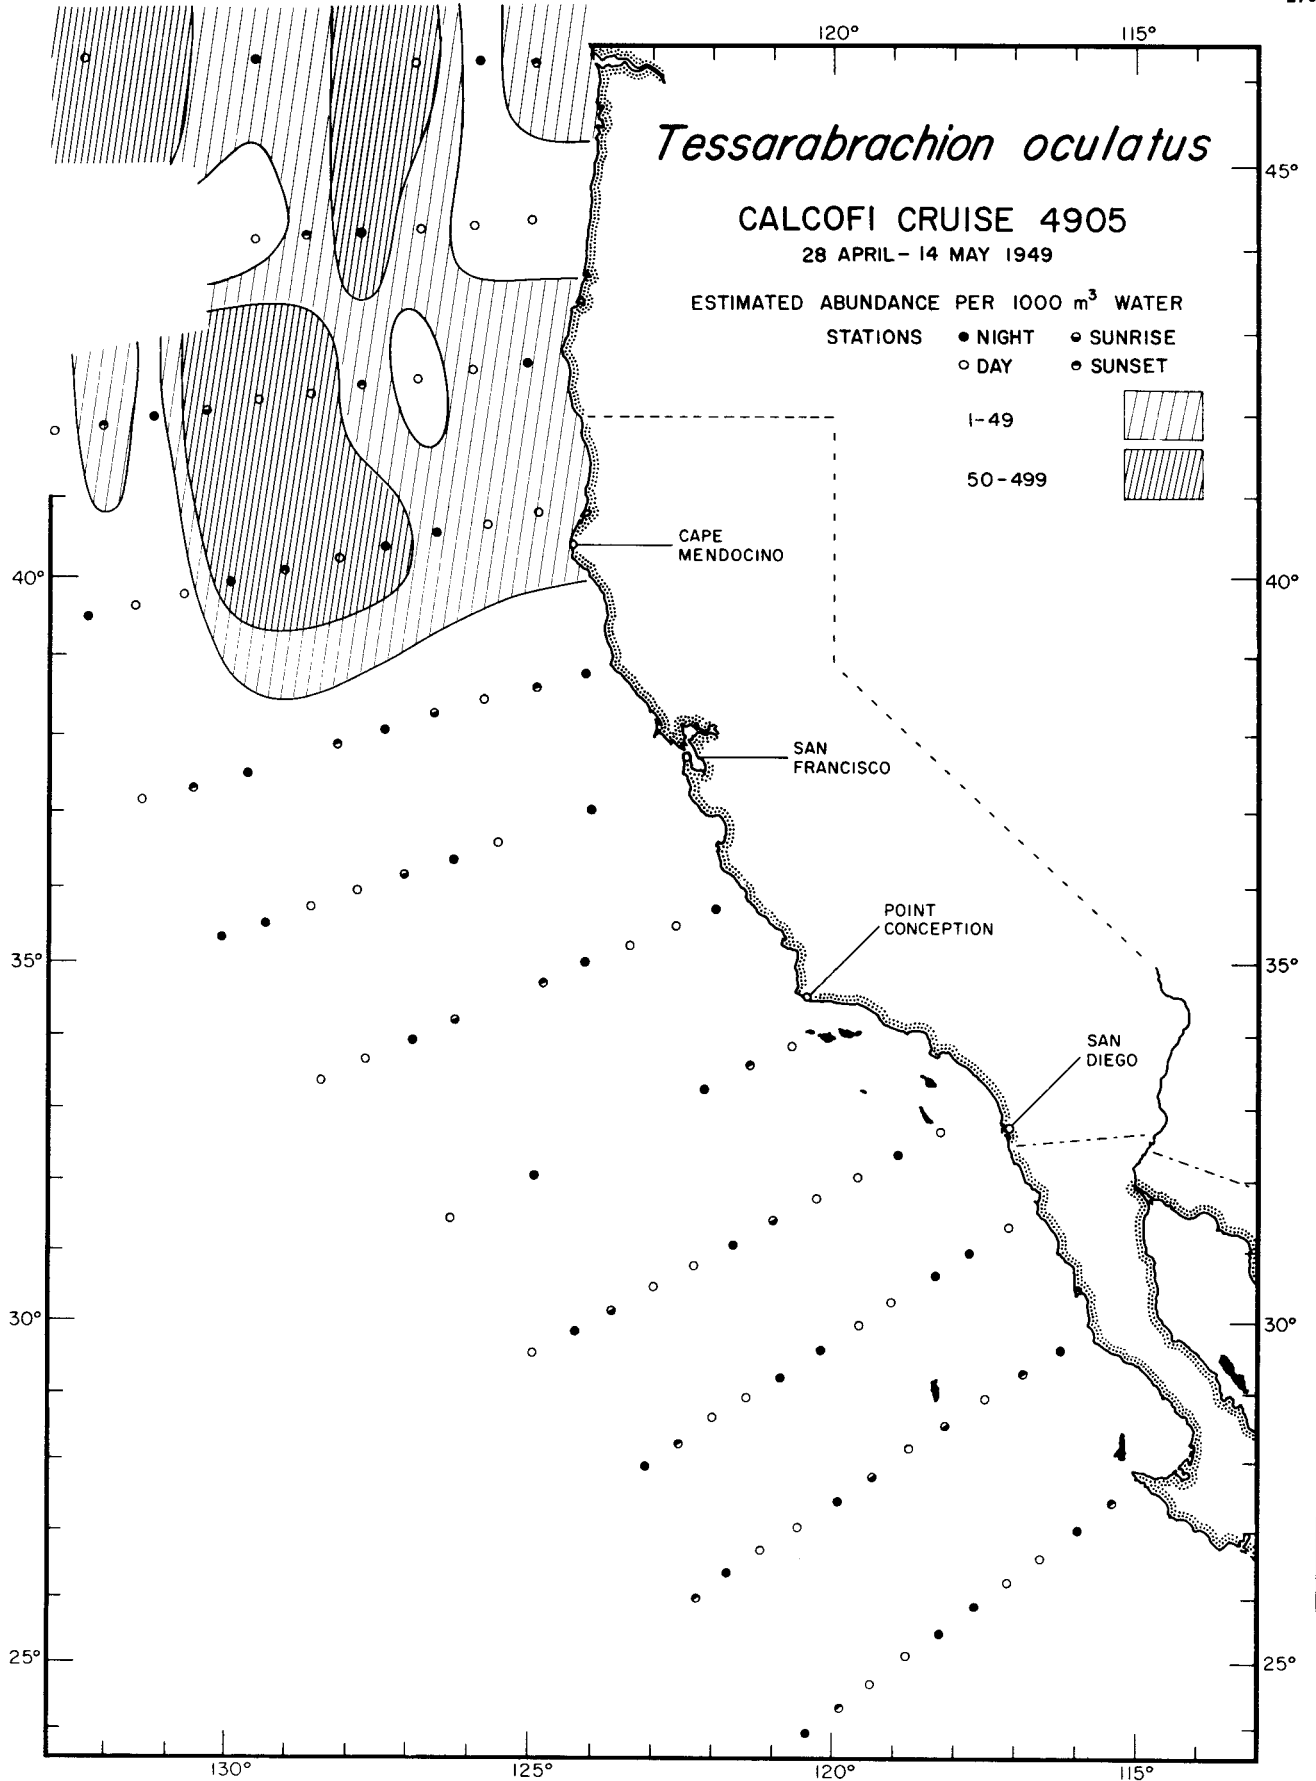 120° 115°
Tessarabrachion oculatus
45°
CALCOFI CRUISE 4905
28 APRIL – 14 MAY 1949
ESTIMATED ABUNDANCE PER 1000 m³ WATER
STATIONS ● NIGHT SUNRISE
○ DAY SUNSET
1-49
50-499
CAPE
MENDOCINO
40° 40°
SAN
FRANCISCO
POINT
CONCEPTION
35° 35°
SAN
DIEGO
30° 30°
25° 25°
130° 125° 120° 115°